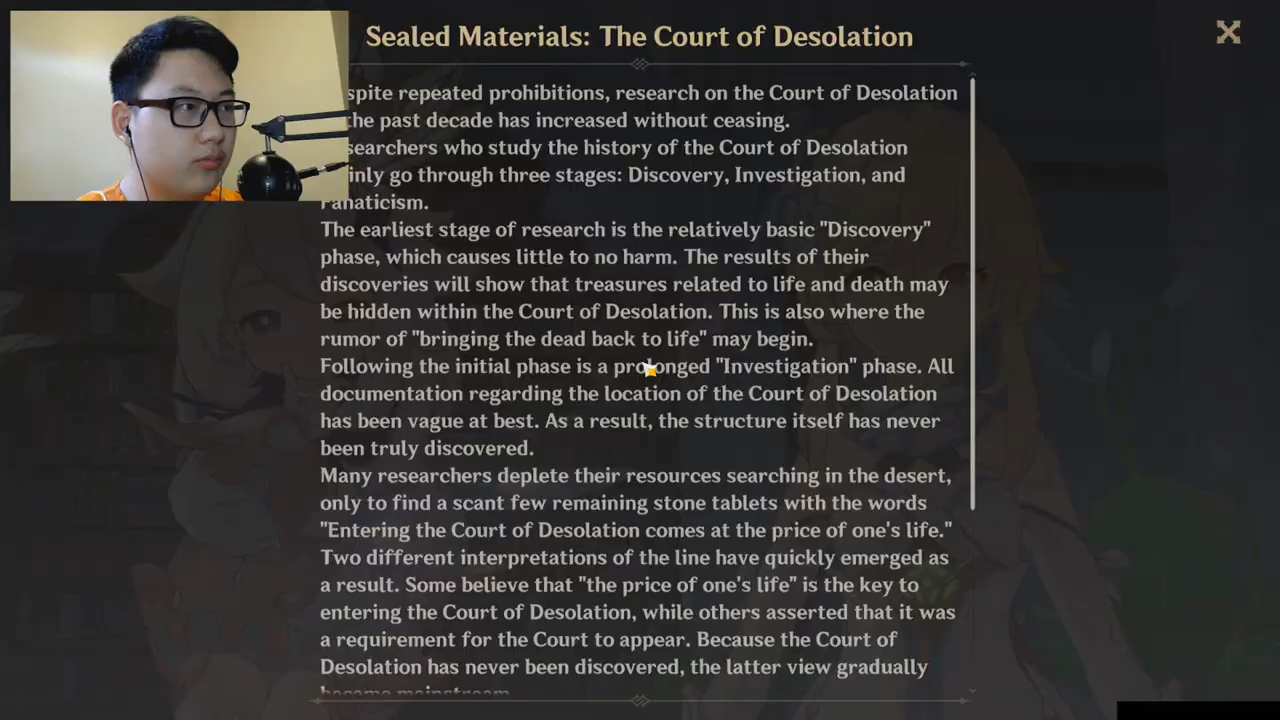 Sealed Materials: The Court of Desolation
spite repeated prohibitions, research on the Court of Desolation
the past decade has increased without ceasing.
searchers who study the history of the Court of Desolation
inly go through three stages: Discovery, Investigation, and
Fanaticism.
The earliest stage of research is the relatively basic "Discovery"
phase, which causes little to no harm. The results of their
discoveries will show that treasures related to life and death may
be hidden within the Court of Desolation. This is also where the
rumor of "bringing the dead back to life" may begin.
Following the initial phase is a prolonged "Investigation" phase. All
documentation regarding the location of the Court of Desolation
has been vague at best. As a result, the structure itself has never
been truly discovered.
Many researchers deplete their resources searching in the desert,
only to find a scant few remaining stone tablets with the words
"Entering the Court of Desolation comes at the price of one's life."
Two different interpretations of the line have quickly emerged as
a result. Some believe that "the price of one's life" is the key to
entering the Court of Desolation, while others asserted that it was
a requirement for the Court to appear. Because the Court of
Desolation has never been discovered, the latter view gradually
became mainstream.